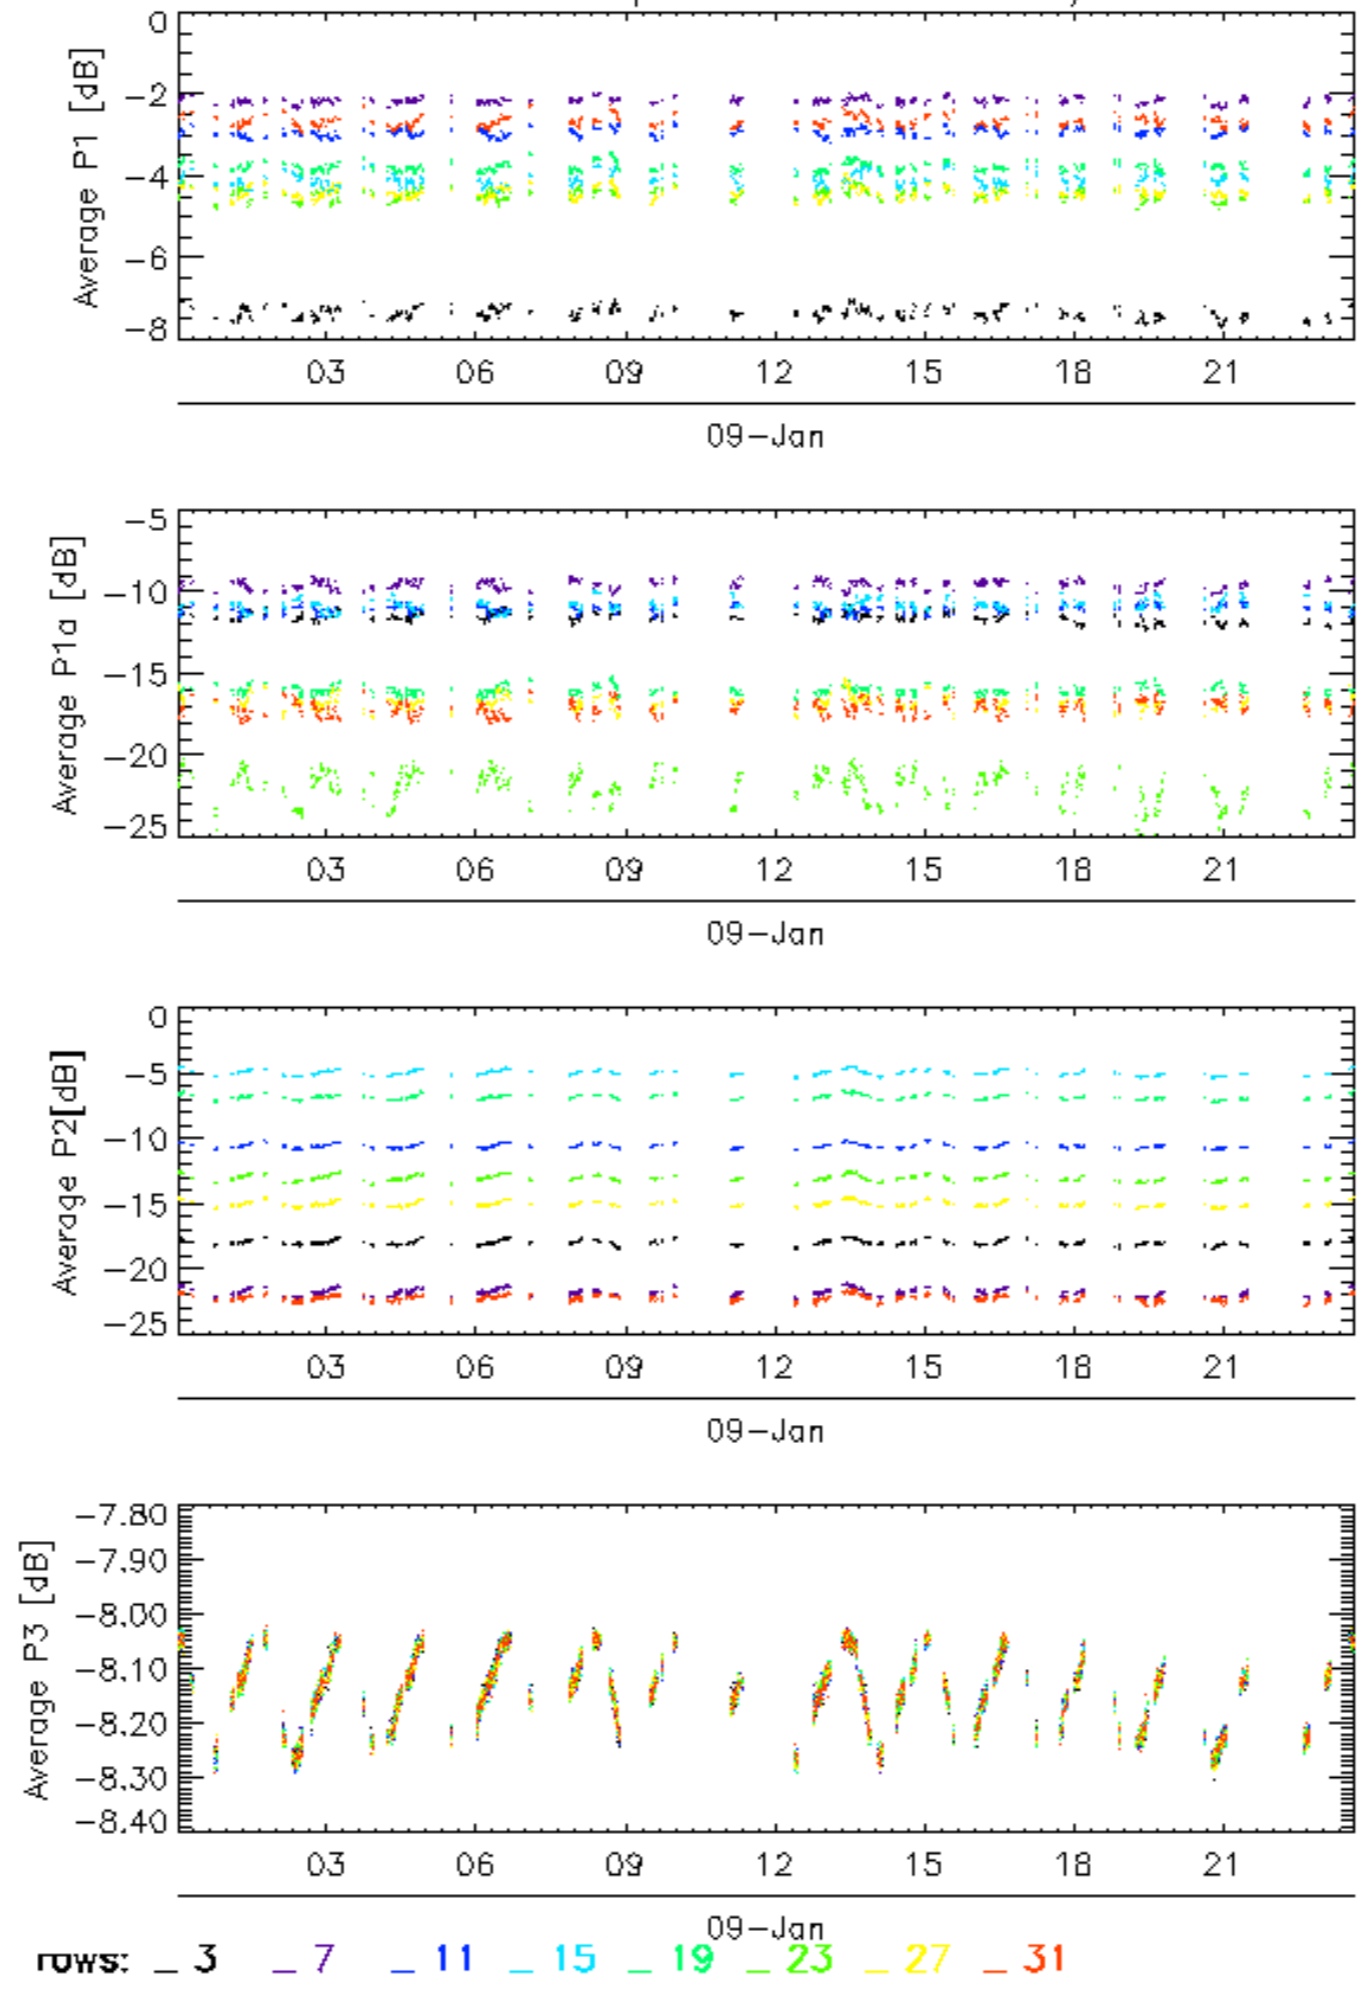 Average P1 [dB]
0
−2
−4
−6
−8
03 06 09 12 15 18 21
09−Jan
Average P1a [dB]
−5
−10
−15
−20
−25
03 06 09 12 15 18 21
09−Jan
Average P2[dB]
0
−5
−10
−15
−20
−25
03 06 09 12 15 18 21
09−Jan
Average P3 [dB]
−7.80
−7.90
−8.00
−8.10
−8.20
−8.30
−8.40
03 06 09 12 15 18 21
09−Jan
rows: _ 3 _ 7 _ 11 _ 15 _ 19 _ 23 _ 27 _ 31